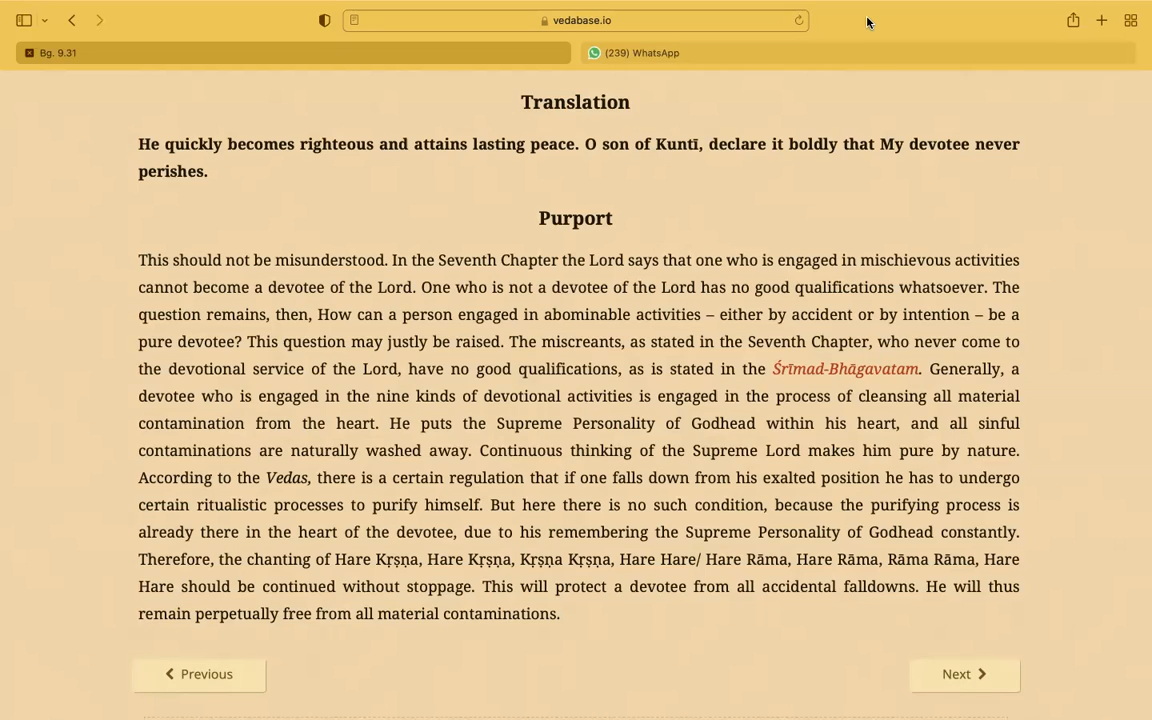 vedabase.io
Bg. 9.31
(239) WhatsApp
Translation
He quickly becomes righteous and attains lasting peace. O son of Kuntī, declare it boldly that My devotee never
perishes.
Purport
This should not be misunderstood. In the Seventh Chapter the Lord says that one who is engaged in mischievous activities
cannot become a devotee of the Lord. One who is not a devotee of the Lord has no good qualifications whatsoever. The
question remains, then, How can a person engaged in abominable activities – either by accident or by intention – be a
pure devotee? This question may justly be raised. The miscreants, as stated in the Seventh Chapter, who never come to
the devotional service of the Lord, have no good qualifications, as is stated in the Śrīmad-Bhāgavatam. Generally, a
devotee who is engaged in the nine kinds of devotional activities is engaged in the process of cleansing all material
contamination from the heart. He puts the Supreme Personality of Godhead within his heart, and all sinful
contaminations are naturally washed away. Continuous thinking of the Supreme Lord makes him pure by nature.
According to the Vedas, there is a certain regulation that if one falls down from his exalted position he has to undergo
certain ritualistic processes to purify himself. But here there is no such condition, because the purifying process is
already there in the heart of the devotee, due to his remembering the Supreme Personality of Godhead constantly.
Therefore, the chanting of Hare Kṛṣṇa, Hare Kṛṣṇa, Kṛṣṇa Kṛṣṇa, Hare Hare/ Hare Rāma, Hare Rāma, Rāma Rāma, Hare
Hare should be continued without stoppage. This will protect a devotee from all accidental falldowns. He will thus
remain perpetually free from all material contaminations.
Previous
Next